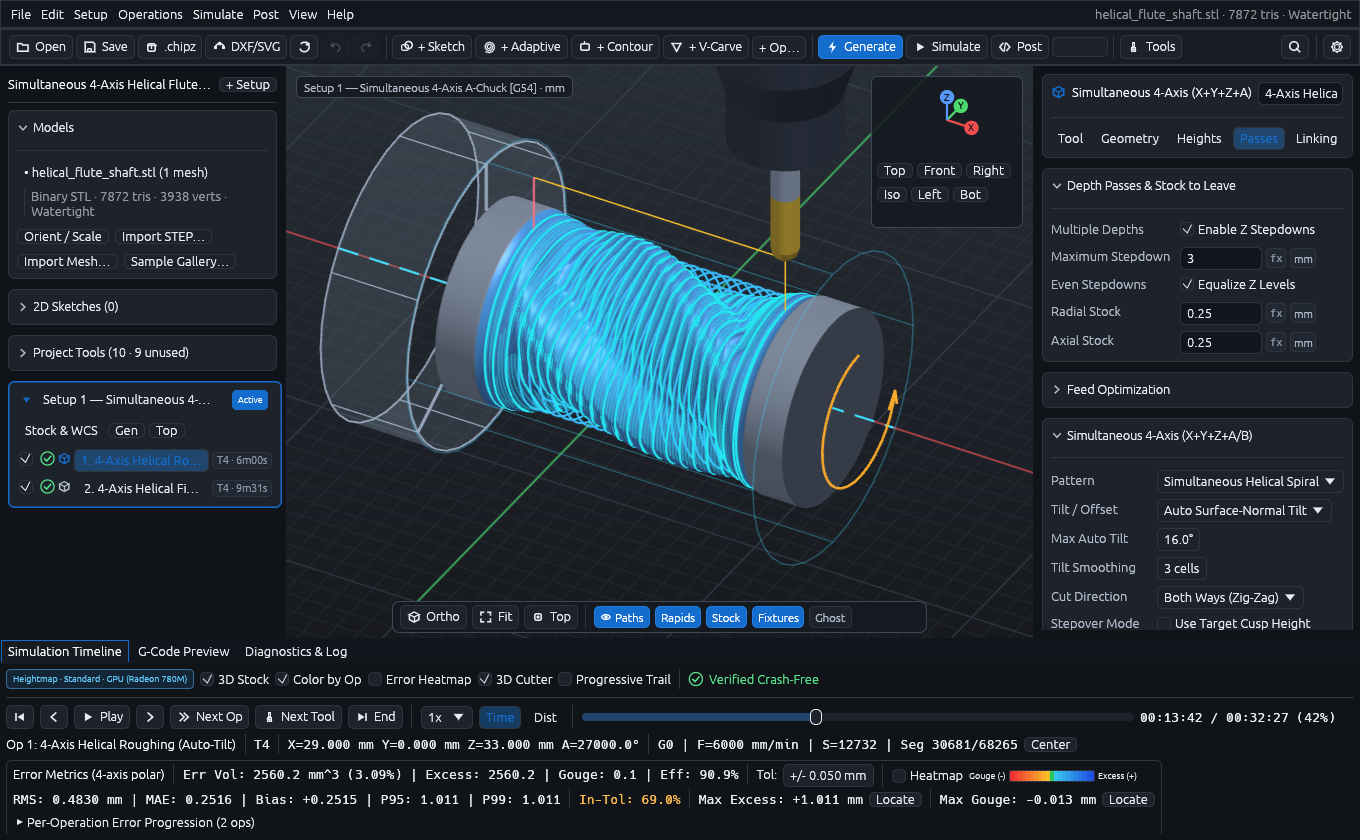 File Edit Setup Operations Simulate Post View Help
helical_flute_shaft.stl · 7872 tris · Watertight
Open Save .chipz DXF/SVG + Sketch + Adaptive + Contour + V-Carve + Op... Generate Simulate Post Tools
Simultaneous 4-Axis Helical Flute... + Setup
Models
• helical_flute_shaft.stl (1 mesh)
Binary STL · 7872 tris · 3938 verts ·
Watertight
Orient / Scale Import STEP...
Import Mesh... Sample Gallery...
2D Sketches (0)
Project Tools (10 · 9 unused)
Setup 1 — Simultaneous 4-... Active
Stock & WCS Gen Top
1. 4-Axis Helical Ro... T4 · 6m00s
2. 4-Axis Helical Fi... T4 · 9m31s
Setup 1 — Simultaneous 4-Axis A-Chuck [G54] · mm
Z
Y
X
Top Front Right
Iso Left Bot
Ortho Fit Top Paths Rapids Stock Fixtures Ghost
Simultaneous 4-Axis (X+Y+Z+A) 4-Axis Helica
Tool Geometry Heights Passes Linking
Depth Passes & Stock to Leave
Multiple Depths Enable Z Stepdowns
Maximum Stepdown 3 fx mm
Even Stepdowns Equalize Z Levels
Radial Stock 0.25 fx mm
Axial Stock 0.25 fx mm
Feed Optimization
Simultaneous 4-Axis (X+Y+Z+A/B)
Pattern Simultaneous Helical Spiral
Tilt / Offset Auto Surface-Normal Tilt
Max Auto Tilt 16.0°
Tilt Smoothing 3 cells
Cut Direction Both Ways (Zig-Zag)
Stepover Mode Use Target Cusp Height
Simulation Timeline G-Code Preview Diagnostics & Log
Heightmap · Standard · GPU (Radeon 780M) 3D Stock Color by Op Error Heatmap 3D Cutter Progressive Trail Verified Crash-Free
Play Next Op Next Tool End 1x Time Dist 00:13:42 / 00:32:27 (42%)
Op 1: 4-Axis Helical Roughing (Auto-Tilt) T4 X=29.000 mm Y=0.000 mm Z=33.000 mm A=27000.0° G0 | F=6000 mm/min | S=12732 | Seg 30681/68265 Center
Error Metrics (4-axis polar) Err Vol: 2560.2 mm^3 (3.09%) | Excess: 2560.2 | Gouge: 0.1 | Eff: 90.9% Tol: +/- 0.050 mm Heatmap Gouge (-) Excess (+)
RMS: 0.4830 mm | MAE: 0.2516 | Bias: +0.2515 | P95: 1.011 | P99: 1.011 In-Tol: 69.0% Max Excess: +1.011 mm Locate Max Gouge: -0.013 mm Locate
Per-Operation Error Progression (2 ops)